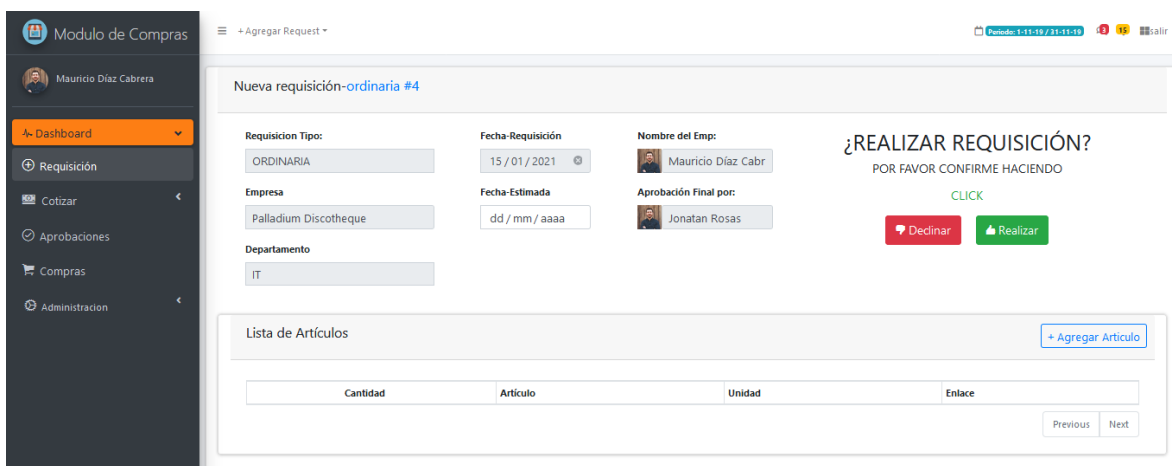 Modulo de Compras
+ Agregar Request
Periodo: 1-11-19 / 31-11-19
3
15
salir
Mauricio Díaz Cabrera
Dashboard
Requisición
Cotizar
Aprobaciones
Compras
Administracion
Nueva requisición-ordinaria #4
Requisicion Tipo:
ORDINARIA
Fecha-Requisición
15 / 01 / 2021
Nombre del Emp:
Mauricio Díaz Cabr
Empresa
Palladium Discotheque
Fecha-Estimada
dd / mm / aaaa
Aprobación Final por:
Jonatan Rosas
Departamento
IT
¿REALIZAR REQUISICIÓN?
POR FAVOR CONFIRME HACIENDO
CLICK
Declinar
Realizar
Lista de Artículos
+ Agregar Articulo
Cantidad
Artículo
Unidad
Enlace
Previous
Next